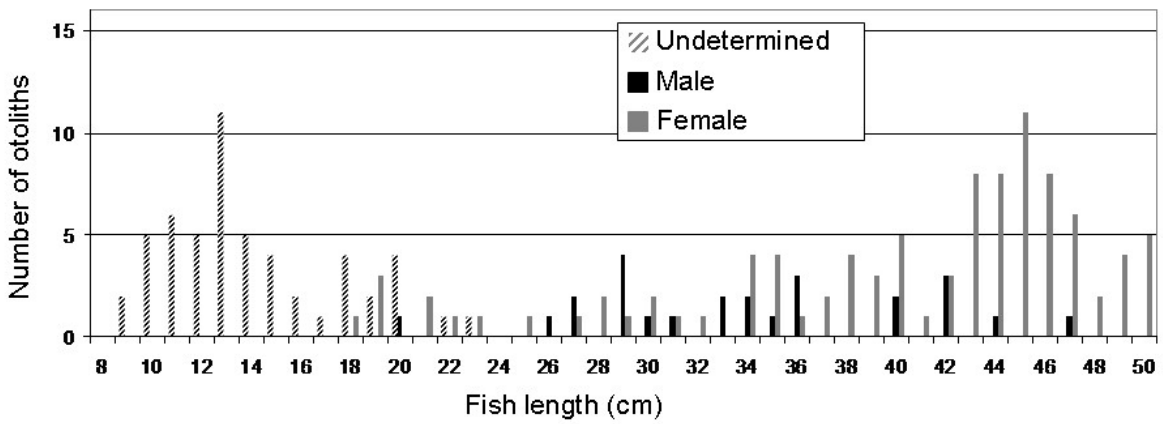 15
10
5
0
Number of otoliths
Undetermined
Male
Female
8 10 12 14 16 18 20 22 24 26 28 30 32 34 36 38 40 42 44 46 48 50
Fish length (cm)